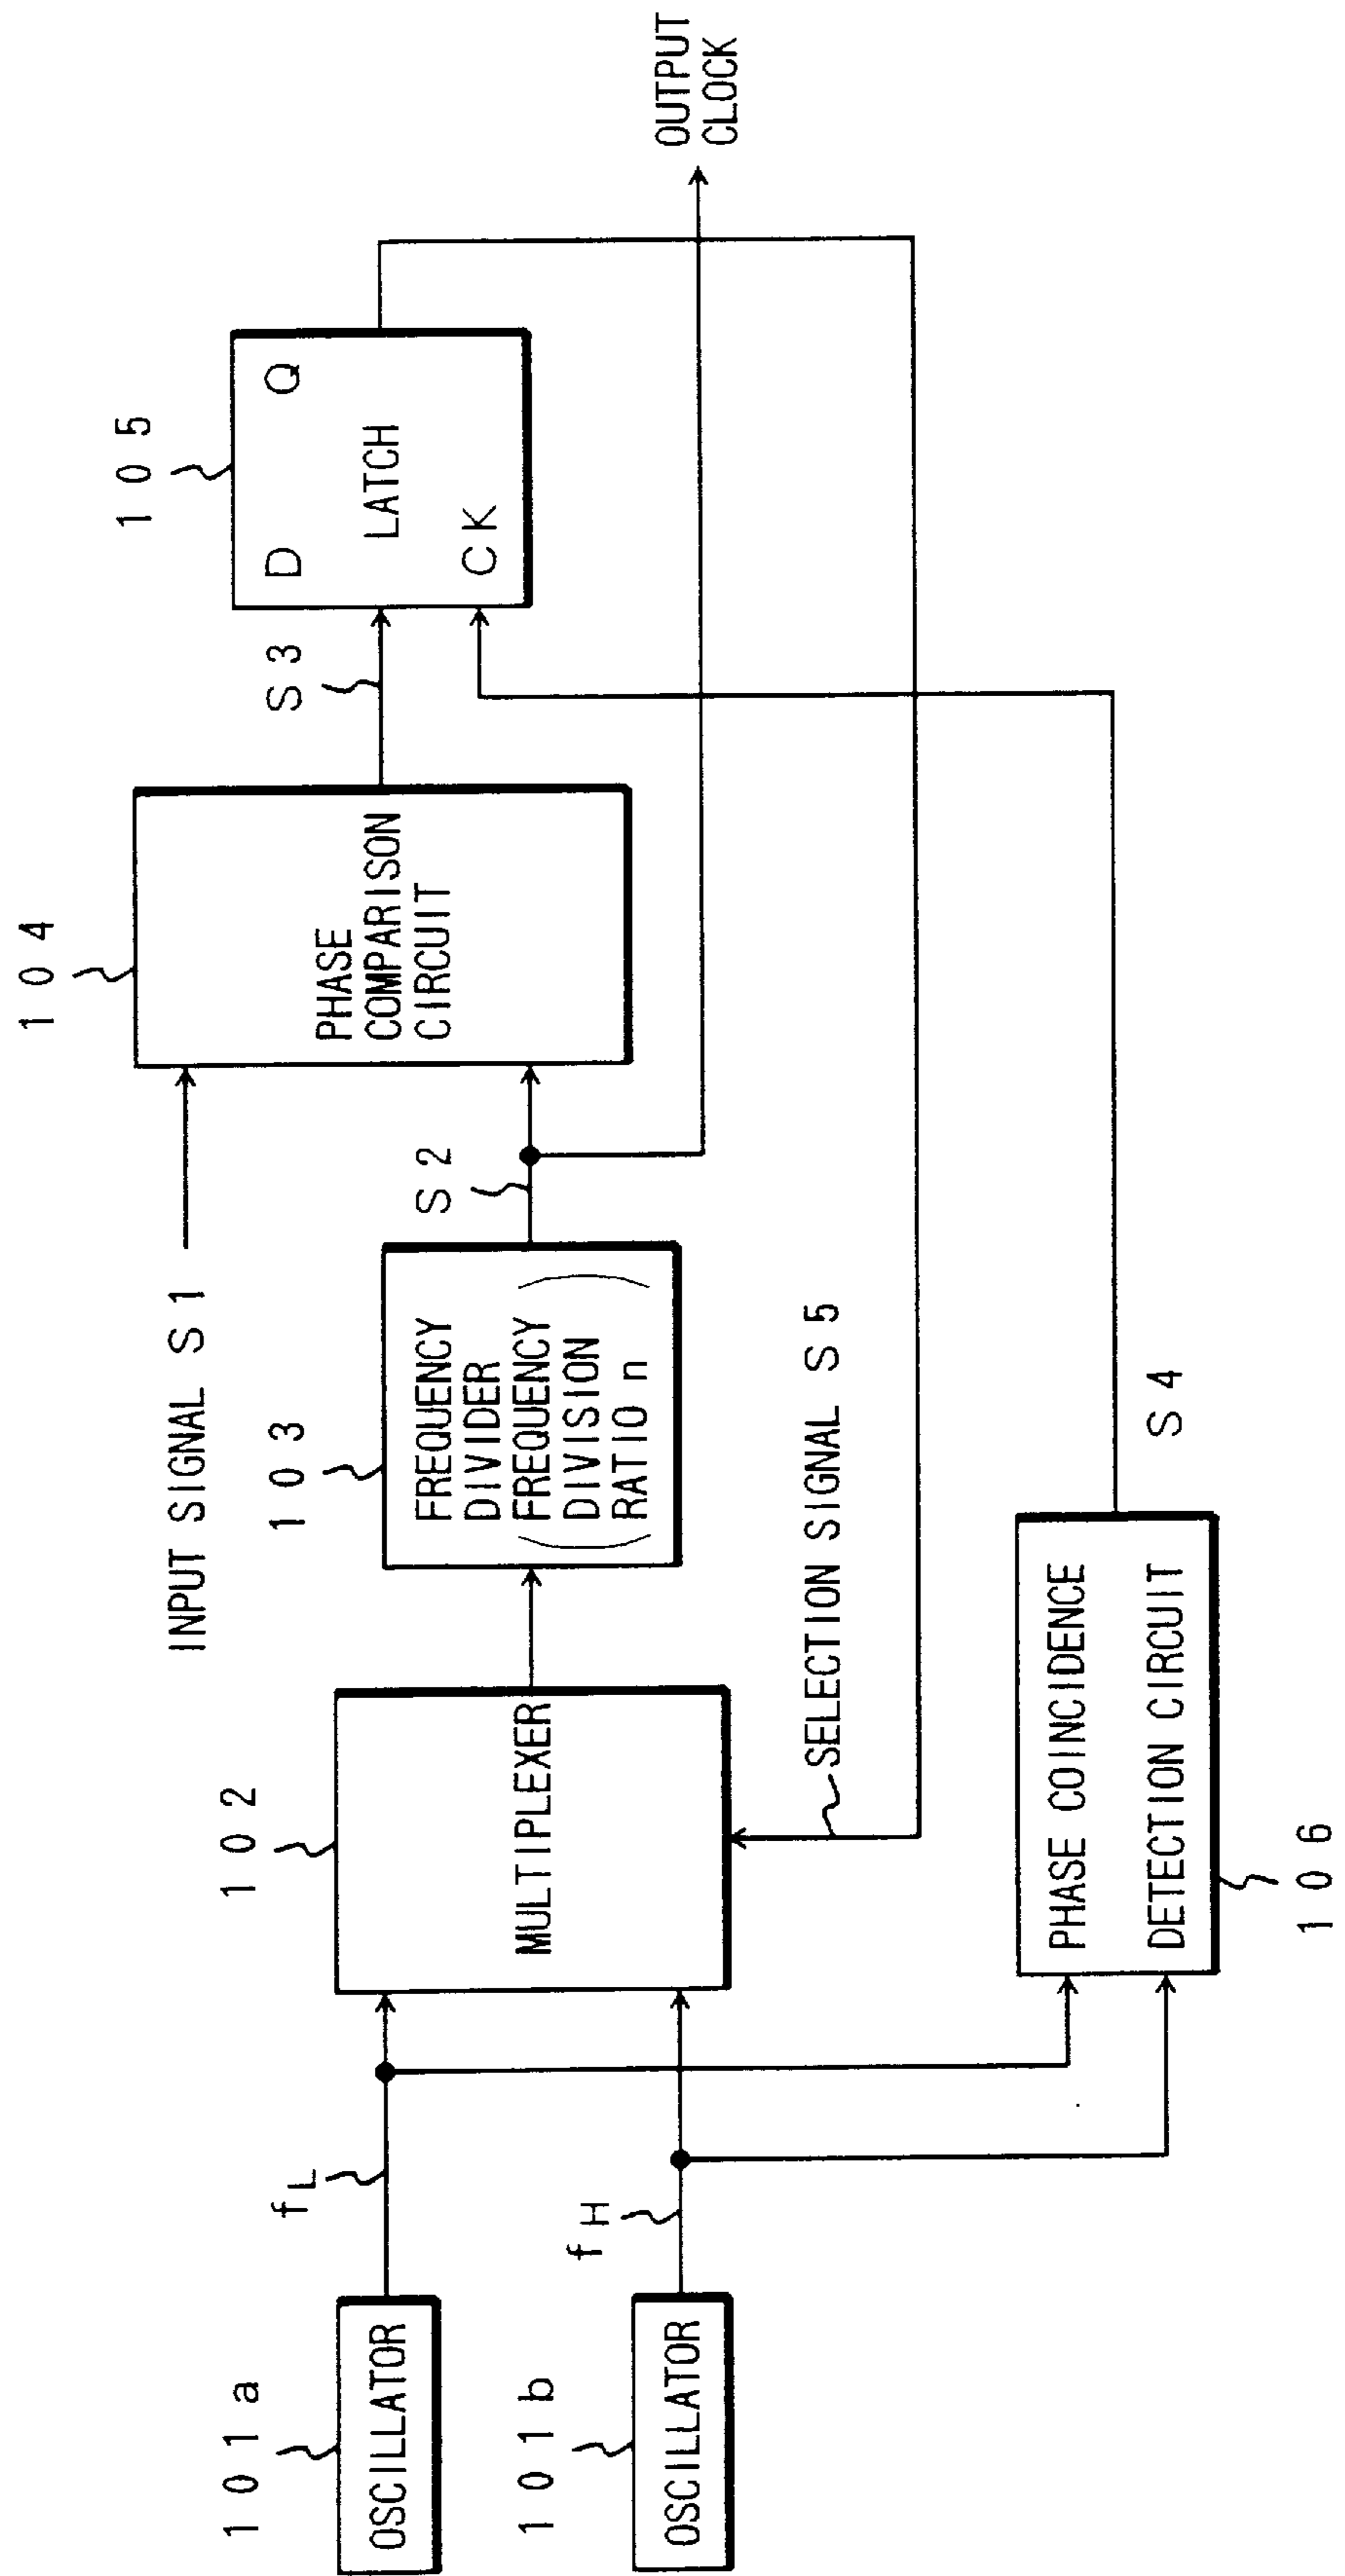 101a
OSCILLATOR
fL
101b
OSCILLATOR
fH
102
MULTIPLEXER
SELECTION SIGNAL S5
103
FREQUENCY
DIVIDER
(FREQUENCY
DIVISION
RATIO n)
S2
INPUT SIGNAL S1
104
PHASE
COMPARISON
CIRCUIT
S3
105
D Q
LATCH
CK
OUTPUT
CLOCK
PHASE COINCIDENCE
DETECTION CIRCUIT
106
S4